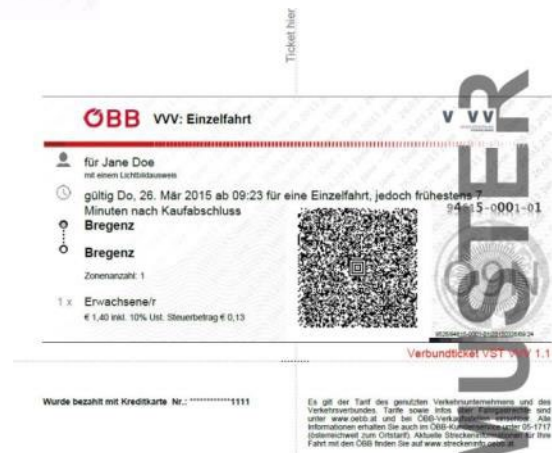 Ticket hier
ÖBB VVV: Einzelfahrt
V VV
für Jane Doe
mit einem Lichtbildausweis
gültig Do, 26. Mär 2015 ab 09:23 für eine Einzelfahrt, jedoch frühestens 7
Minuten nach Kaufabschluss
94615-0001-01
Bregenz
Bregenz
Zonenanzahl: 1
1 x Erwachsene/r
€ 1,40 inkl. 10% Ust. Steuerbetrag € 0,13
MUSTER
Verbundticket VST VVV 1.1
Wurde bezahlt mit Kreditkarte Nr.: ************1111
Es gilt der Tarif des genutzten Verkehrsunternehmens und des
Verkehrsverbundes. Tarife sowie Infos über Fahrgastrechte sind
unter www.oebb.at und bei ÖBB-Verkaufsstellen einsehbar. Alle
Informationen erhalten Sie auch im ÖBB-Kundenservice unter 05-1717
(österreichweit zum Ortstarif). Aktuelle Streckeninformationen für Ihre
Fahrt mit den ÖBB finden Sie auf www.streckeninfo.oebb.at